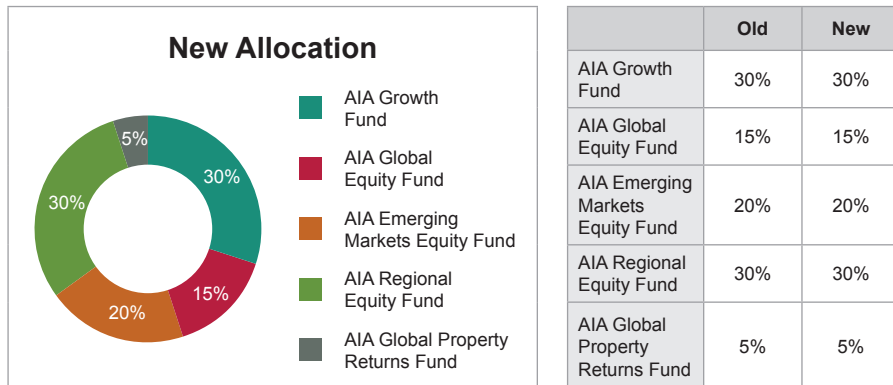 New Allocation
5%
30%
30%
15%
20%
AIA Growth
Fund
AIA Global
Equity Fund
AIA Emerging
Markets Equity Fund
AIA Regional
Equity Fund
AIA Global Property
Returns Fund
Old New
AIA Growth
Fund
30% 30%
AIA Global
Equity Fund
15% 15%
AIA Emerging
Markets
Equity Fund
20% 20%
AIA Regional
Equity Fund
30% 30%
AIA Global
Property
Returns Fund
5% 5%